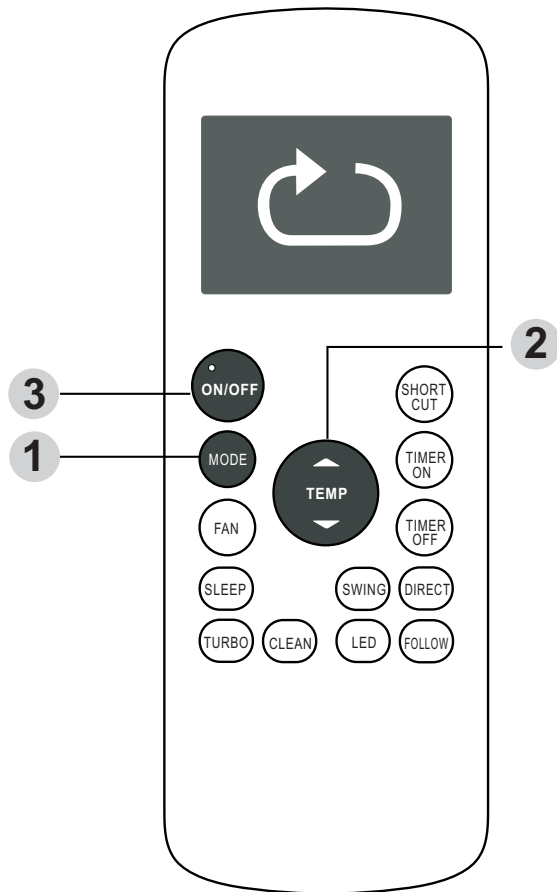 2
3
ON/OFF
SHORT
CUT
1
MODE
TEMP
TIMER
ON
FAN
TIMER
OFF
SLEEP
SWING
DIRECT
TURBO
CLEAN
LED
FOLLOW